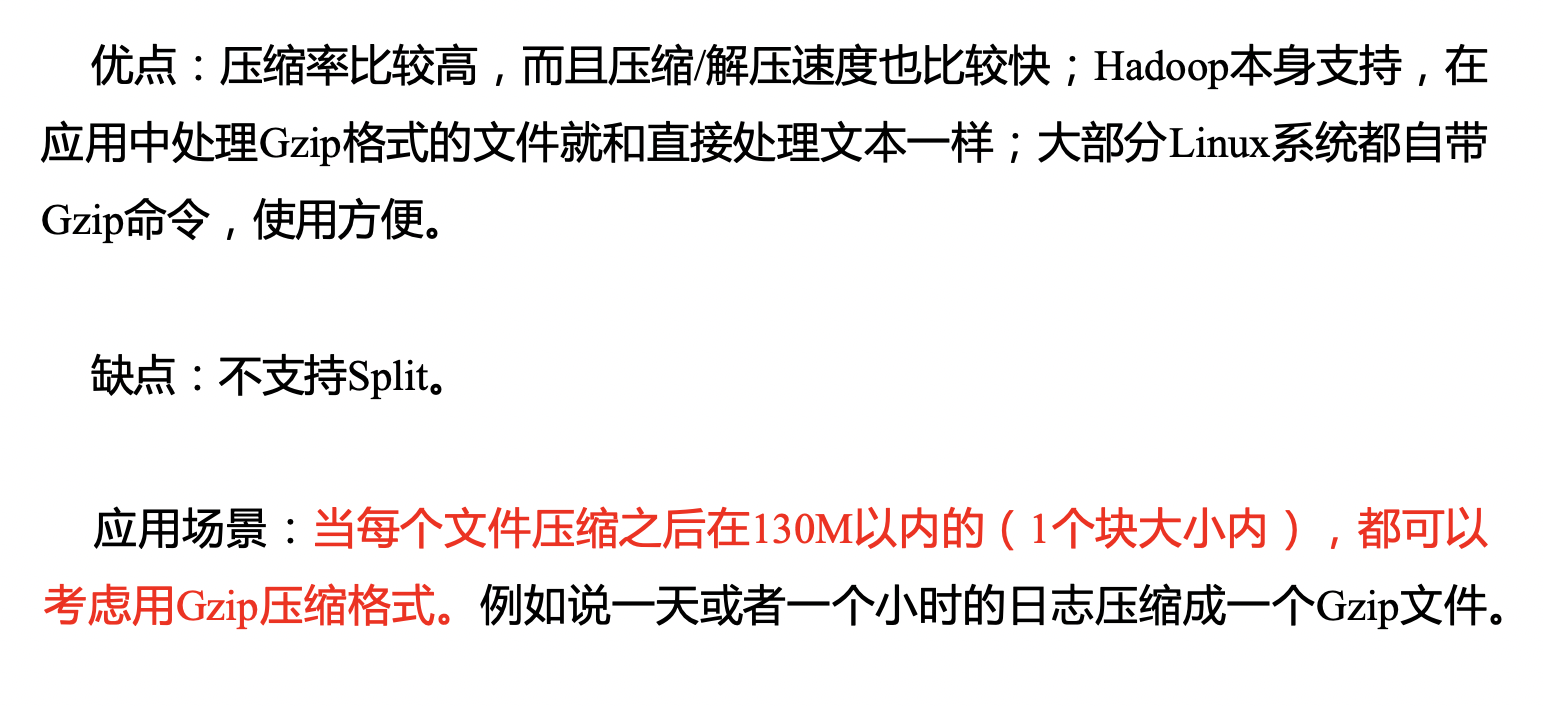 优点：压缩率比较高，而且压缩/解压速度也比较快；Hadoop本身支持，在
应用中处理Gzip格式的文件就和直接处理文本一样；大部分Linux系统都自带
Gzip命令，使用方便。
缺点：不支持Split。
应用场景：当每个文件压缩之后在130M以内的（1个块大小内），都可以
考虑用Gzip压缩格式。例如说一天或者一个小时的日志压缩成一个Gzip文件。